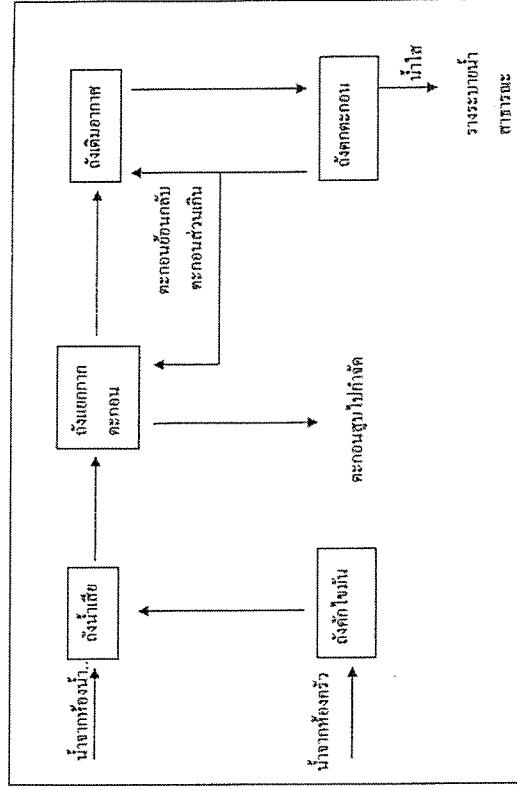 น้ำจากห้องน้ำ..
ถังน้ำเสีย
ถังแยกกาก
ตะกอน
ถังเติมอากาศ
ตะกอนย้อนกลับ
ตะกอนส่วนเกิน
น้ำจากห้องครัว
ถังดักไขมัน
ตะกอนสูบไปกำจัด
ถังตกตะกอน
น้ำใส
รางระบายน้ำ
สาธารณะ